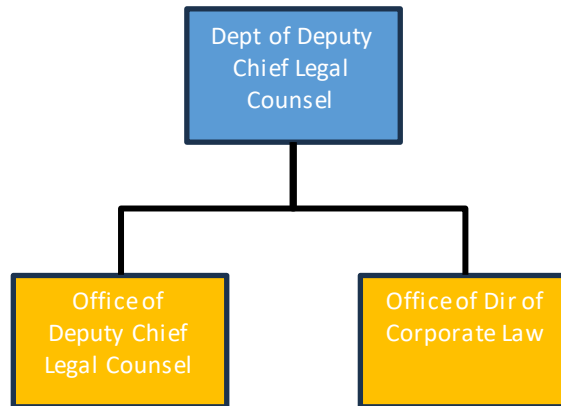 Dept of Deputy
Chief Legal
Counsel
Office of
Deputy Chief
Legal Counsel
Office of Dir of
Corporate Law